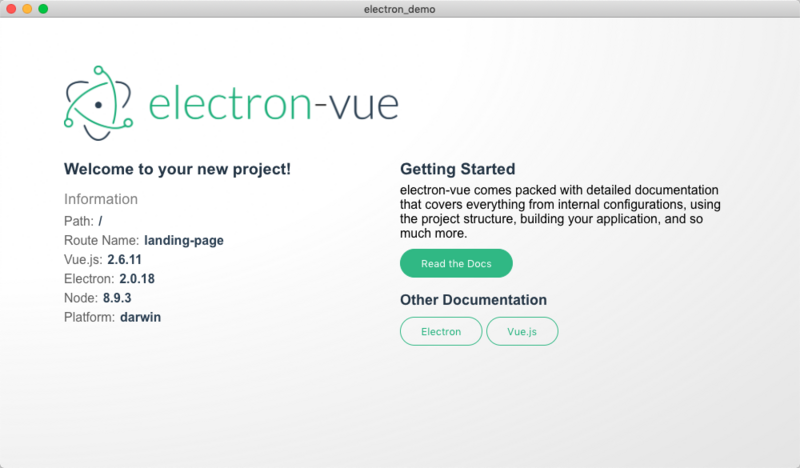 electron_demo
electron-vue
Welcome to your new project!
Information
Path: /
Route Name: landing-page
Vue.js: 2.6.11
Electron: 2.0.18
Node: 8.9.3
Platform: darwin
Getting Started
electron-vue comes packed with detailed documentation
that covers everything from internal configurations, using
the project structure, building your application, and so
much more.
Read the Docs
Other Documentation
Electron
Vue.js